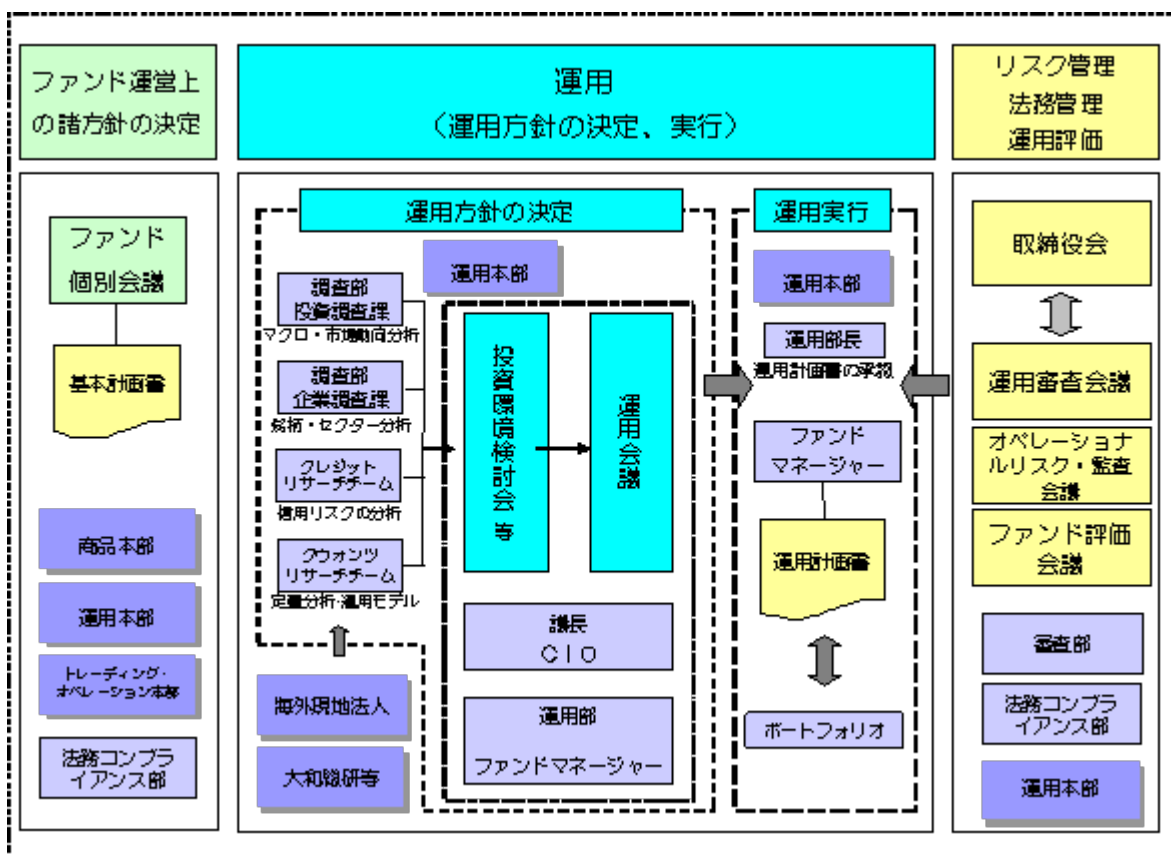 ファンド運営上
の諸方針の決定
運用
（運用方針の決定、実行）
リスク管理
法務管理
運用評価
ファンド
個別会議
基本計画書
商品本部
運用本部
トレーディング・
オペレーション本部
法務コンプラ
イアンス部
運用方針の決定
運用本部
調査部
投資調査課
マクロ・市場動向分析
調査部
企業調査課
銘柄・セクター分析
クレジット
リサーチチーム
信用リスクの分析
クウォンツ
リサーチチーム
定量分析・運用モデル
海外現地法人
大和総研等
投資環境検討会 等
運用会議
議長
CIO
運用部
ファンドマネージャー
運用実行
運用本部
運用部長
運用計画書の承認
ファンド
マネージャー
運用計画書
ポートフォリオ
取締役会
運用審査会議
オペレーショナ
ルリスク・監査
会議
ファンド評価
会議
審査部
法務コンプラ
イアンス部
運用本部